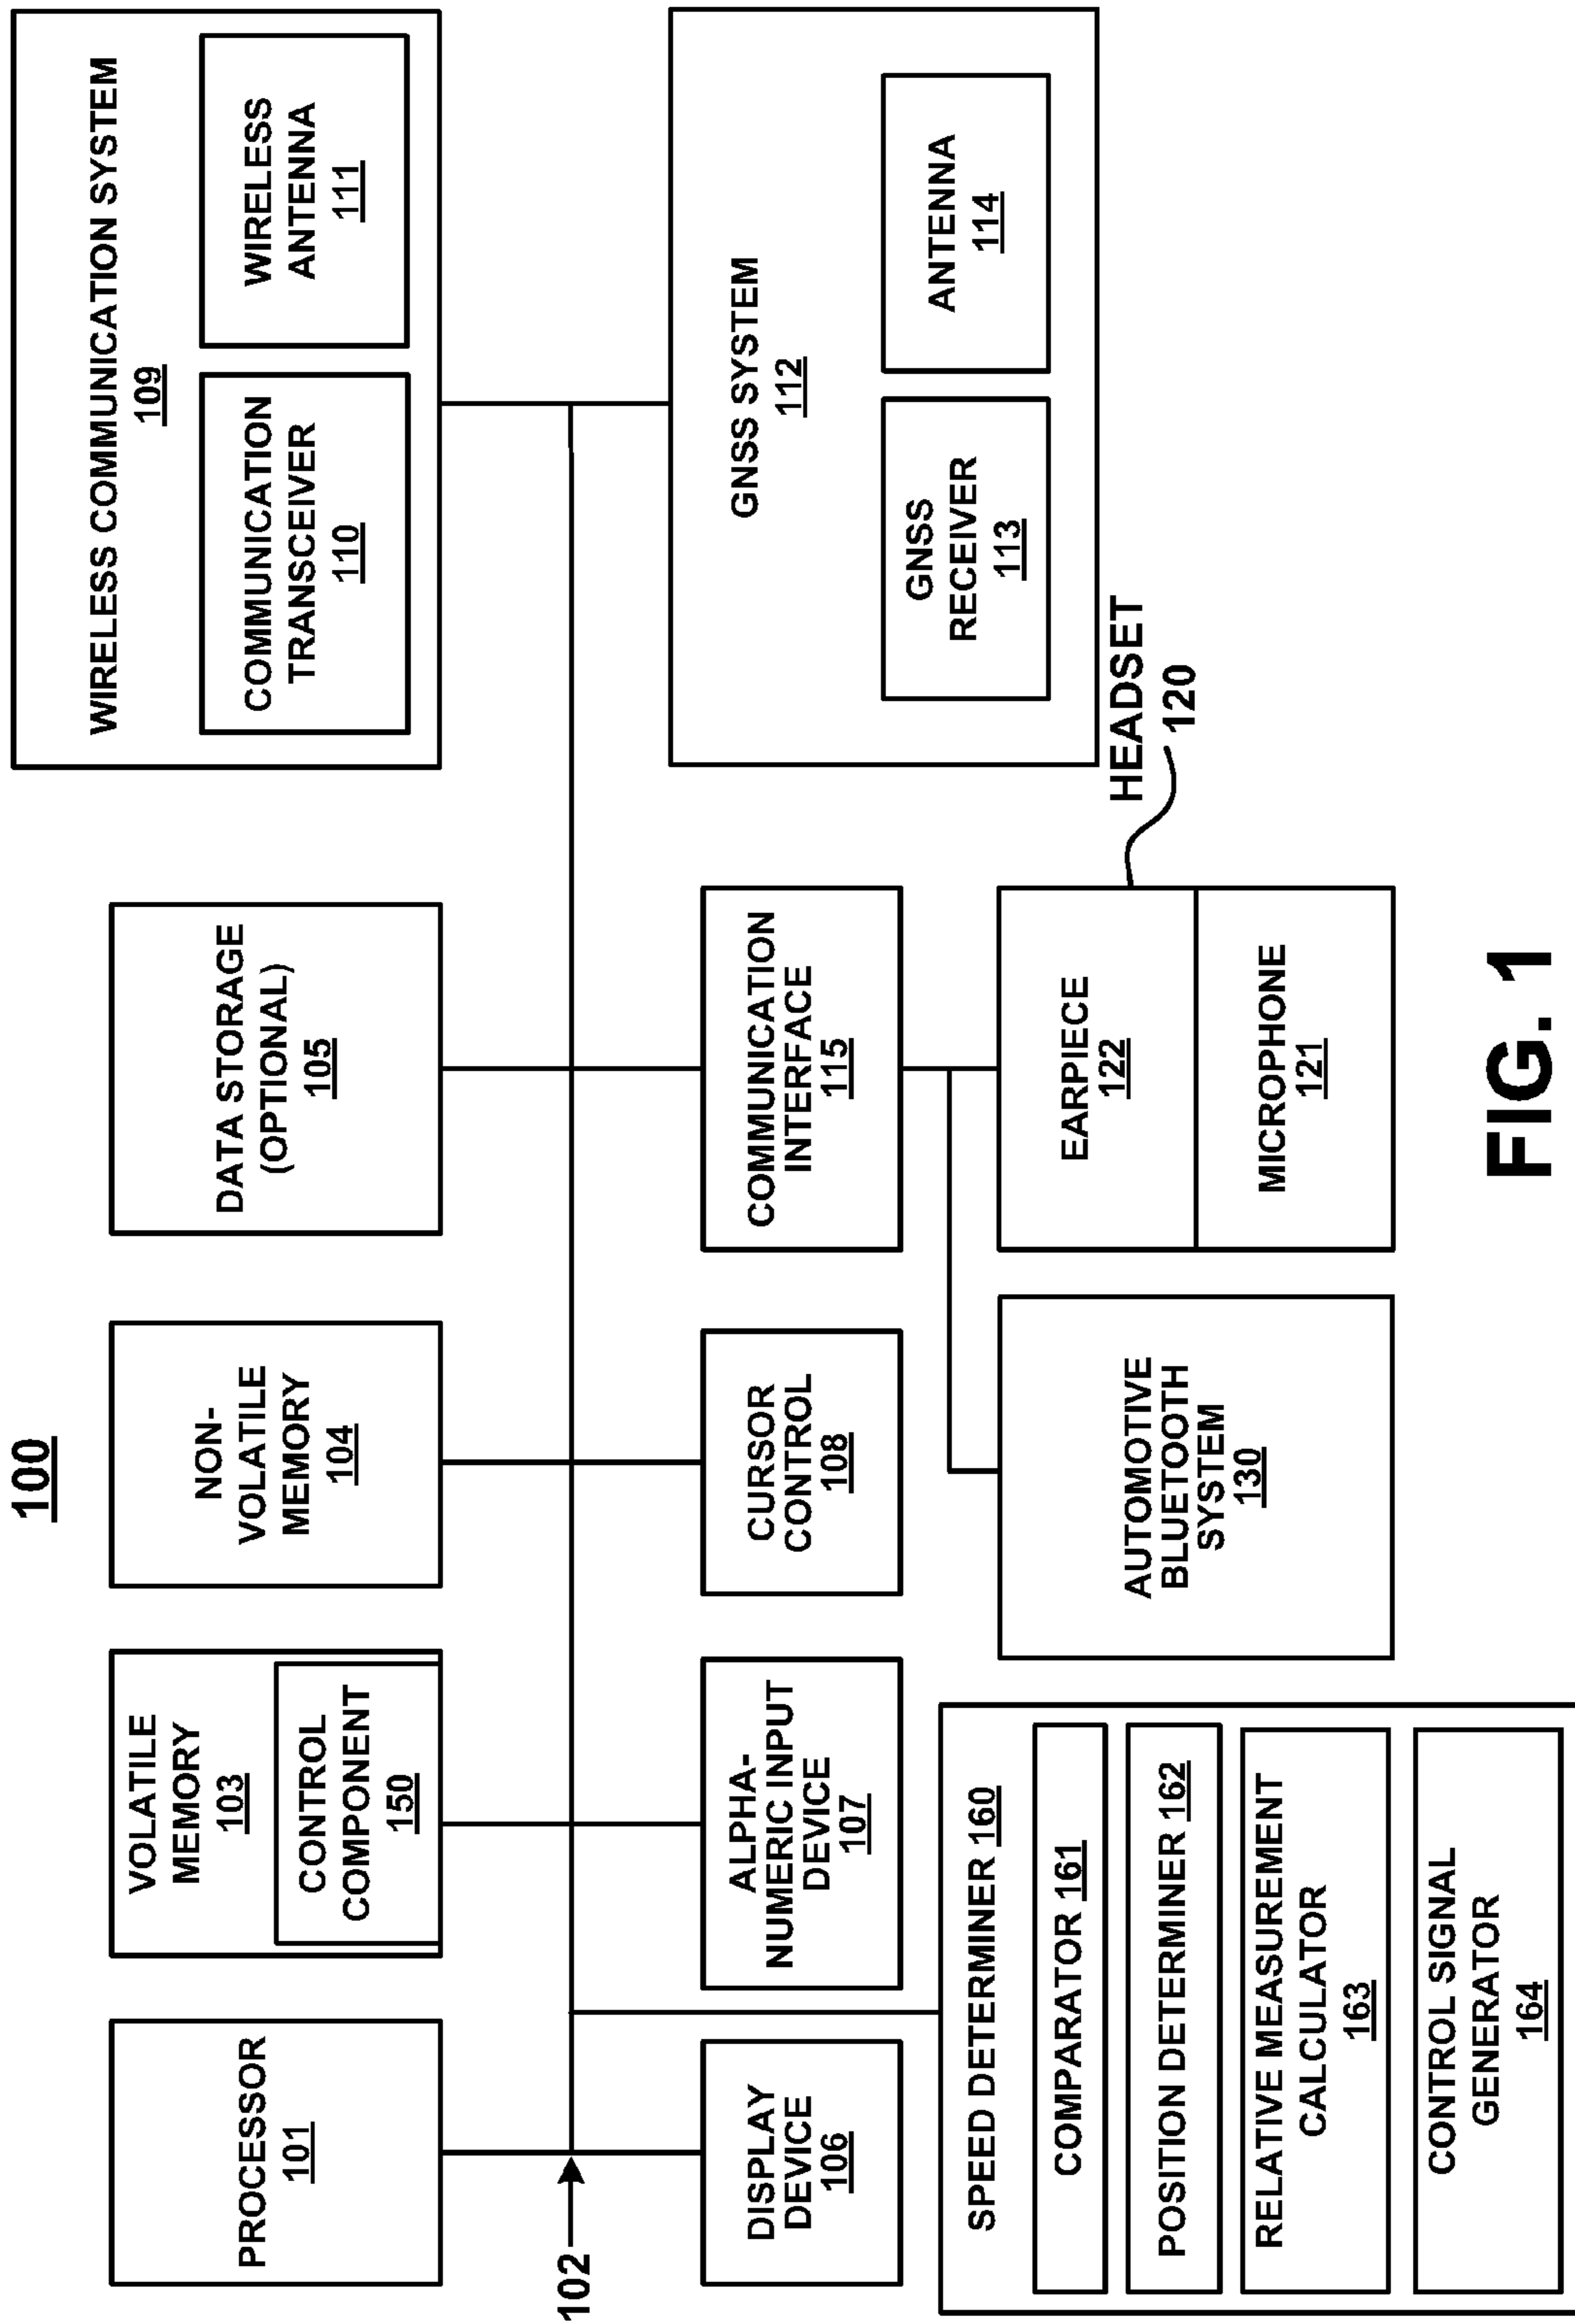 100
PROCESSOR
101
VOLATILE
MEMORY
103
CONTROL
COMPONENT
150
NON-
VOLATILE
MEMORY
104
DATA STORAGE
(OPTIONAL)
105
WIRELESS COMMUNICATION SYSTEM
109
COMMUNICATION
TRANSCEIVER
110
WIRELESS
ANTENNA
111
102
DISPLAY
DEVICE
106
ALPHA-
NUMERIC INPUT
DEVICE
107
CURSOR
CONTROL
108
COMMUNICATION
INTERFACE
115
GNSS SYSTEM
112
GNSS
RECEIVER
113
ANTENNA
114
SPEED DETERMINER 160
COMPARATOR 161
POSITION DETERMINER 162
RELATIVE MEASUREMENT
CALCULATOR
163
CONTROL SIGNAL
GENERATOR
164
AUTOMOTIVE
BLUETOOTH
SYSTEM
130
EARPIECE
122
MICROPHONE
121
HEADSET
120
FIG. 1